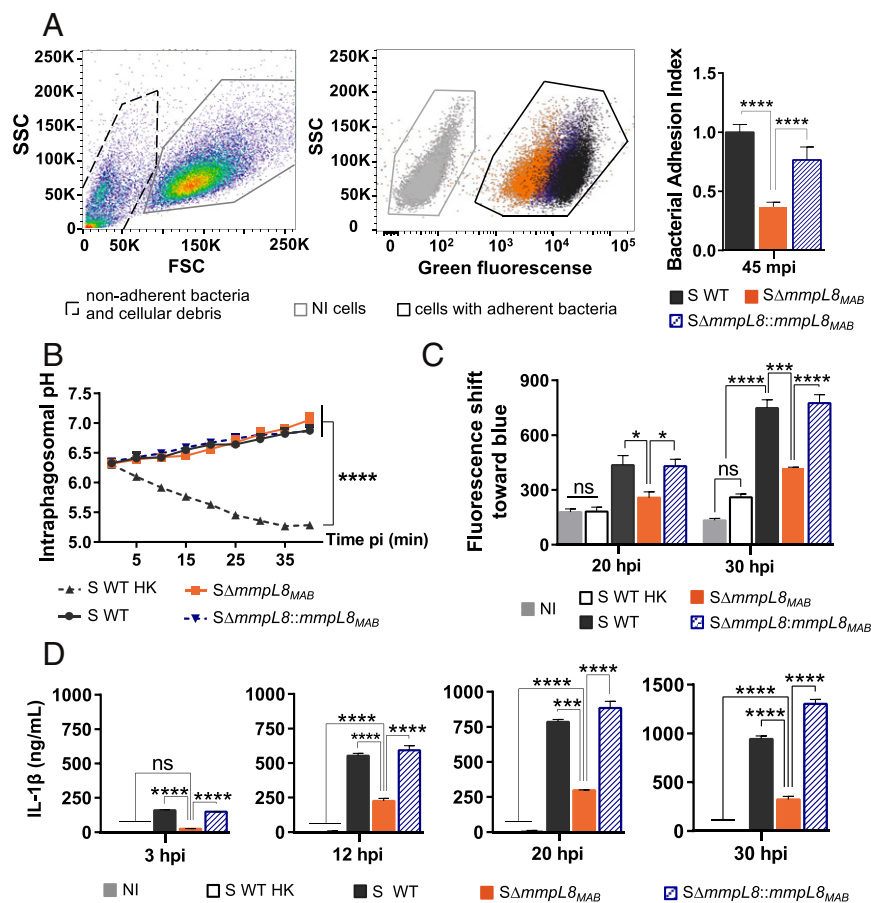 A
SSC
250K
200K
150K
100K
50K
0
0 50K 150K 250K
FSC
SSC
250K
200K
150K
100K
50K
0
0 10² 10³ 10⁴ 10⁵
Green fluorescense
Bacterial Adhesion Index
1.5
1.0
0.5
0.0
**** ****
45 mpi
non-adherent bacteria
and cellular debris
NI cells
cells with adherent bacteria
S WT SΔmmpL8MAB
SΔmmpL8::mmpL8MAB
B
Intraphagosomal pH
7.5
7.0
6.5
6.0
5.5
5.0
****
5 15 25 35
Time pi (min)
S WT HK SΔmmpL8MAB
S WT SΔmmpL8::mmpL8MAB
C
Fluorescence shift
toward blue
900
600
300
0
ns * *
ns **** *** ****
20 hpi 30 hpi
NI
S WT HK SΔmmpL8MAB
S WT SΔmmpL8:mmpL8MAB
D
IL-1β (ng/mL)
1000
750
500
250
0
ns
**** ****
3 hpi
1000
750
500
250
0
****
**** ****
12 hpi
1000
750
500
250
0
****
**** ***
20 hpi
1500
1000
500
0
**** ****
****
30 hpi
NI S WT HK S WT SΔmmpL8MAB SΔmmpL8::mmpL8MAB